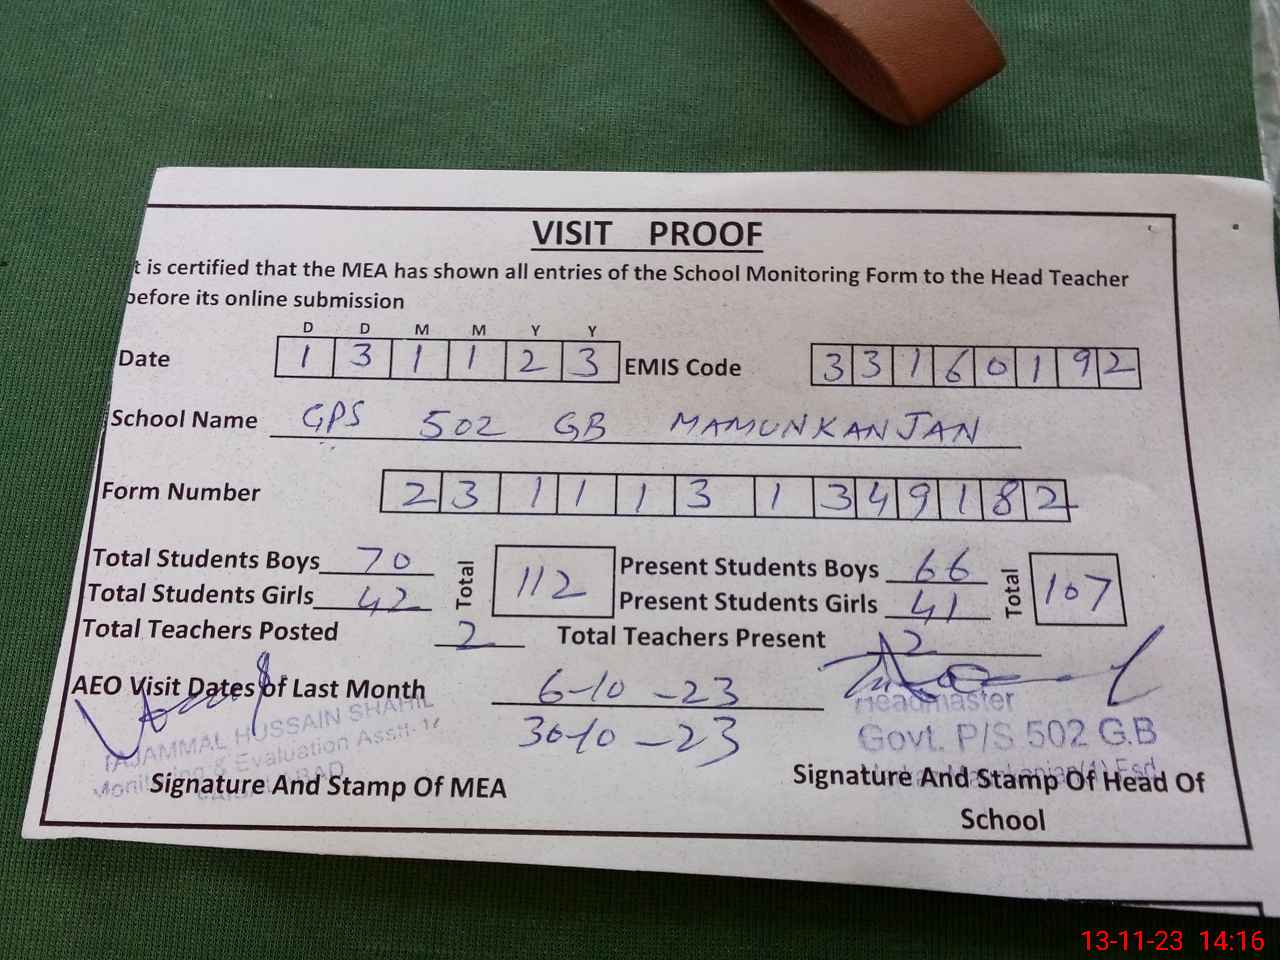 VISIT PROOF
t is certified that the MEA has shown all entries of the School Monitoring Form to the Head Teacher
before its online submission
D D M M Y Y
Date 1 3 1 1 2 3 EMIS Code 3 3 1 6 0 1 9 2
School Name GPS 502 GB MAMUNKANJAN
Form Number 2 3 1 1 1 3 1 3 4 9 1 8 2
Total Students Boys 70 Total 112 Present Students Boys 66 Total 107
Total Students Girls 42 Present Students Girls 41
Total Teachers Posted 2 Total Teachers Present 2
AEO Visit Dates of Last Month 6-10-23
30-10-23
TAJAMMAL HUSSAIN SHAHIL
Monitoring & Evaluation Asstt-12
Headmaster
Govt. P/S 502 G.B
Signature And Stamp Of MEA
Signature And Stamp Of Head Of
School
13-11-23 14:16